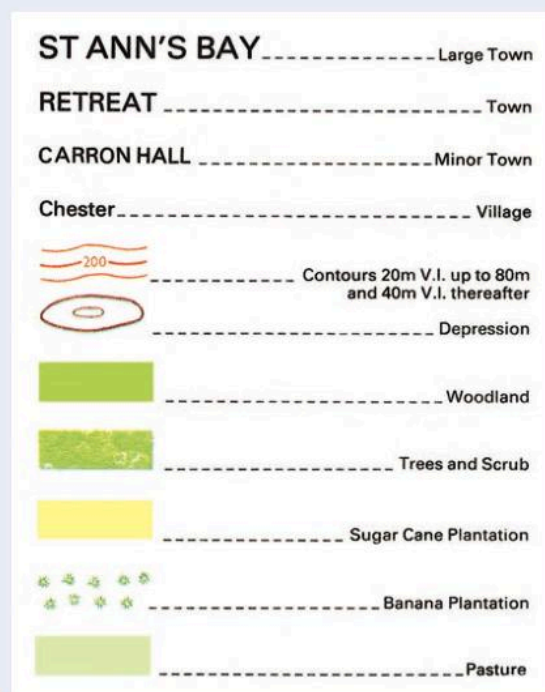 ST ANN'S BAY Large Town
RETREAT Town
CARRON HALL Minor Town
Chester Village
200
Contours 20m V.I. up to 80m
and 40m V.I. thereafter
Depression
Woodland
Trees and Scrub
Sugar Cane Plantation
Banana Plantation
Pasture